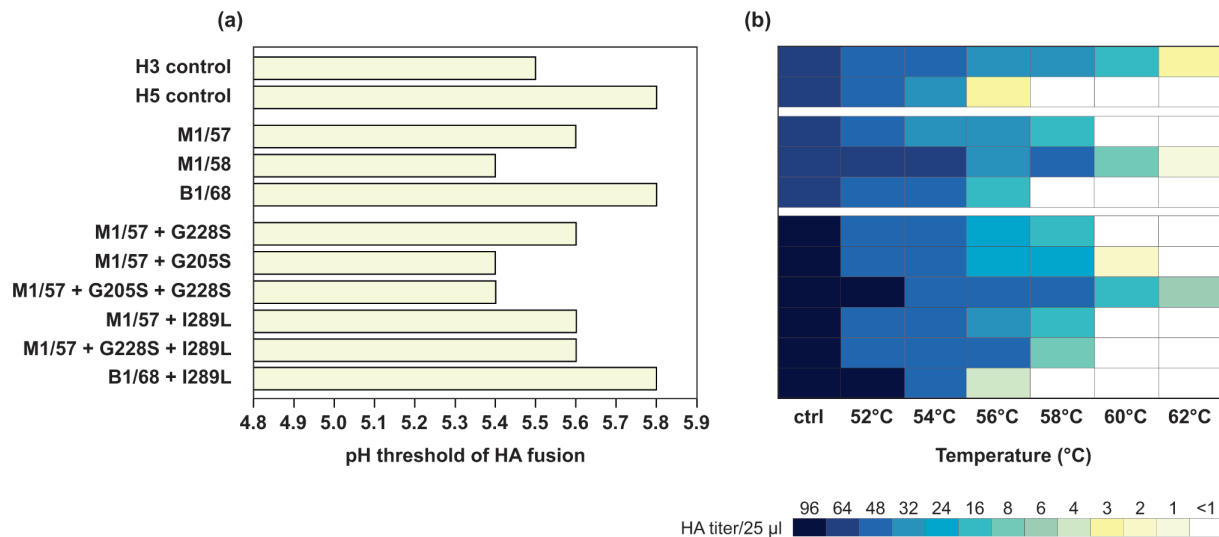 (a)
(b)
H3 control
H5 control
M1/57
M1/58
B1/68
M1/57 + G228S
M1/57 + G205S
M1/57 + G205S + G228S
M1/57 + I289L
M1/57 + G228S + I289L
B1/68 + I289L
4.8 4.9 5.0 5.1 5.2 5.3 5.4 5.5 5.6 5.7 5.8 5.9
pH threshold of HA fusion
ctrl 52°C 54°C 56°C 58°C 60°C 62°C
Temperature (°C)
96 64 48 32 24 16 8 6 4 3 2 1 <1
HA titer/25 µl